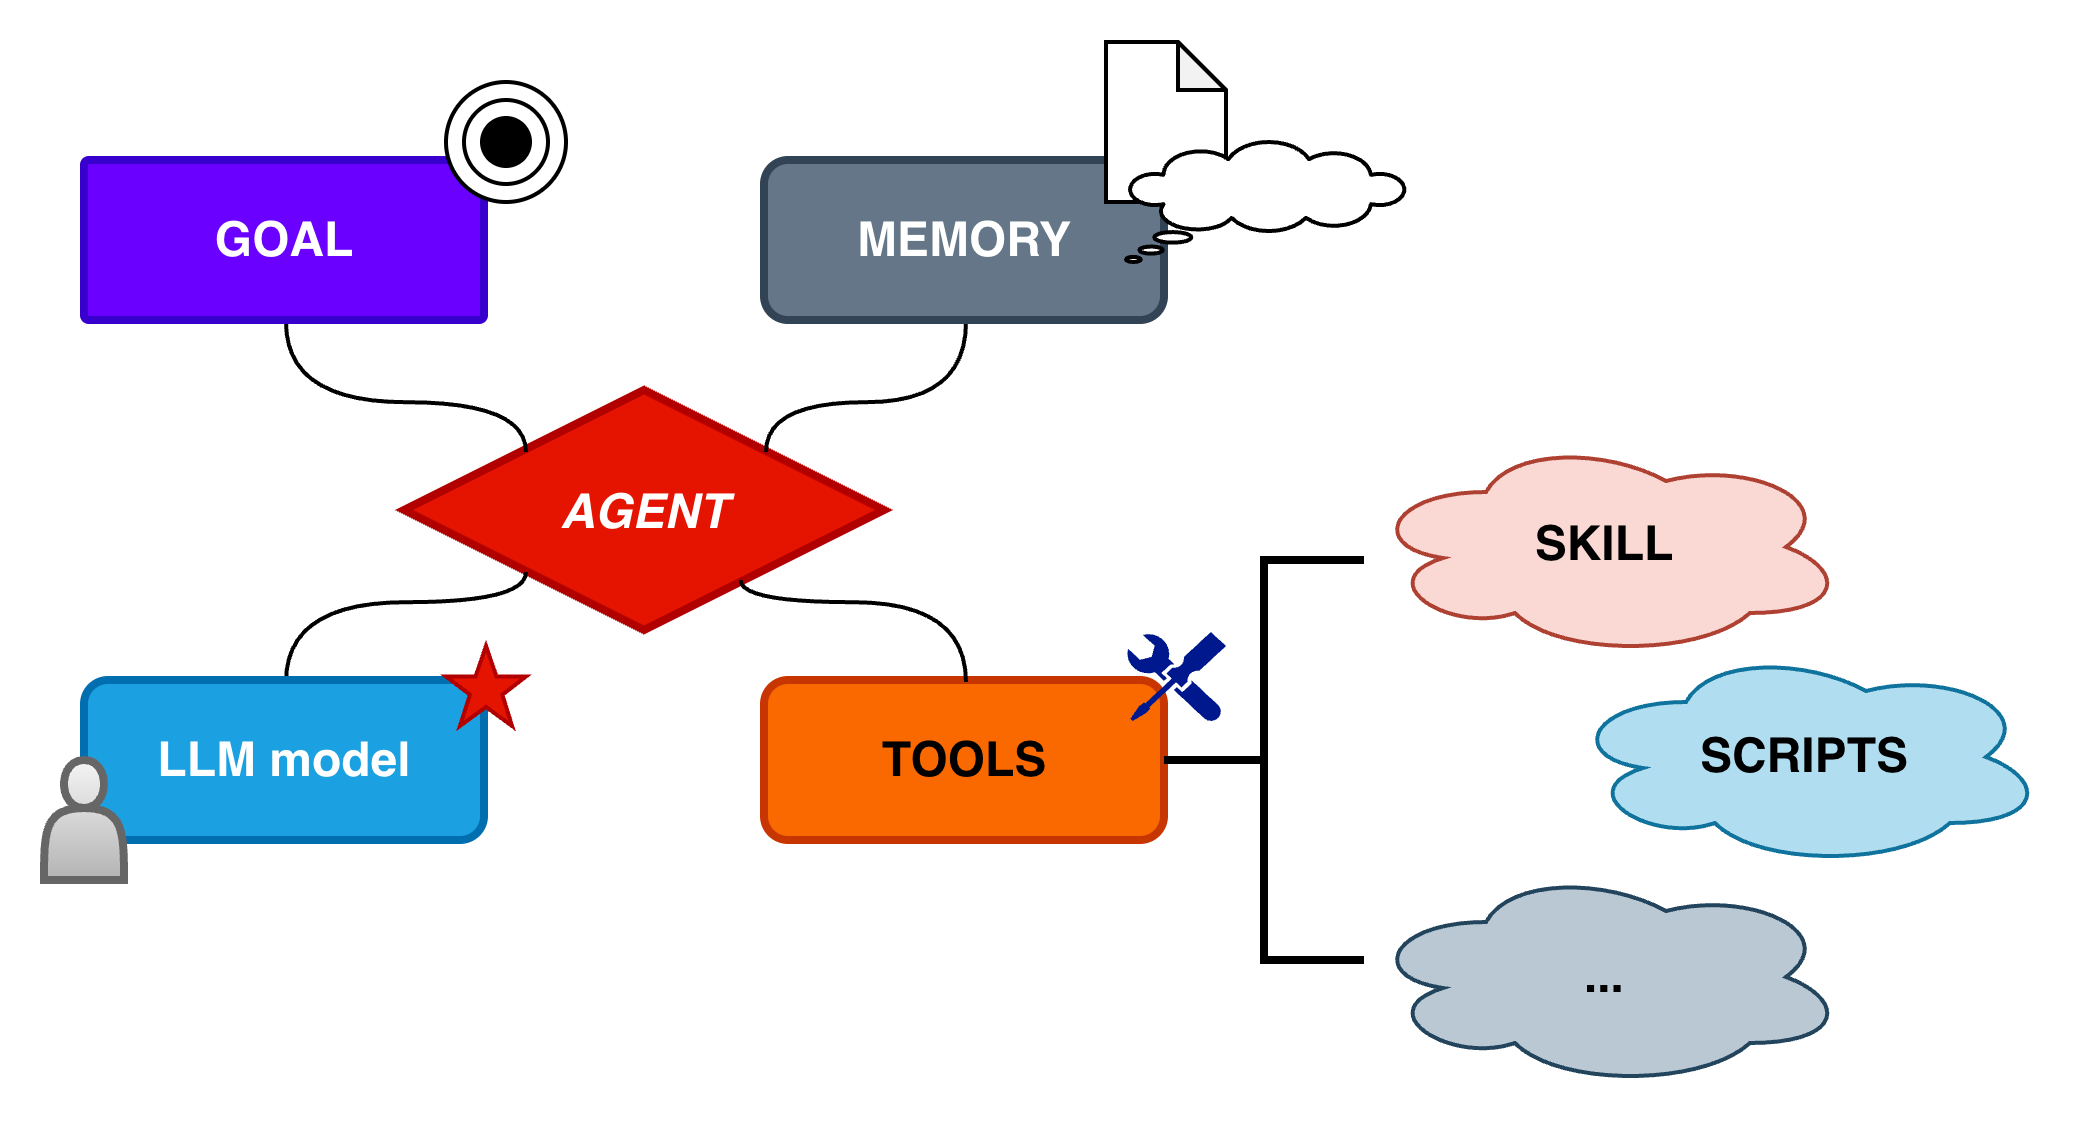 GOAL
MEMORY
AGENT
SKILL
LLM model
TOOLS
SCRIPTS
...